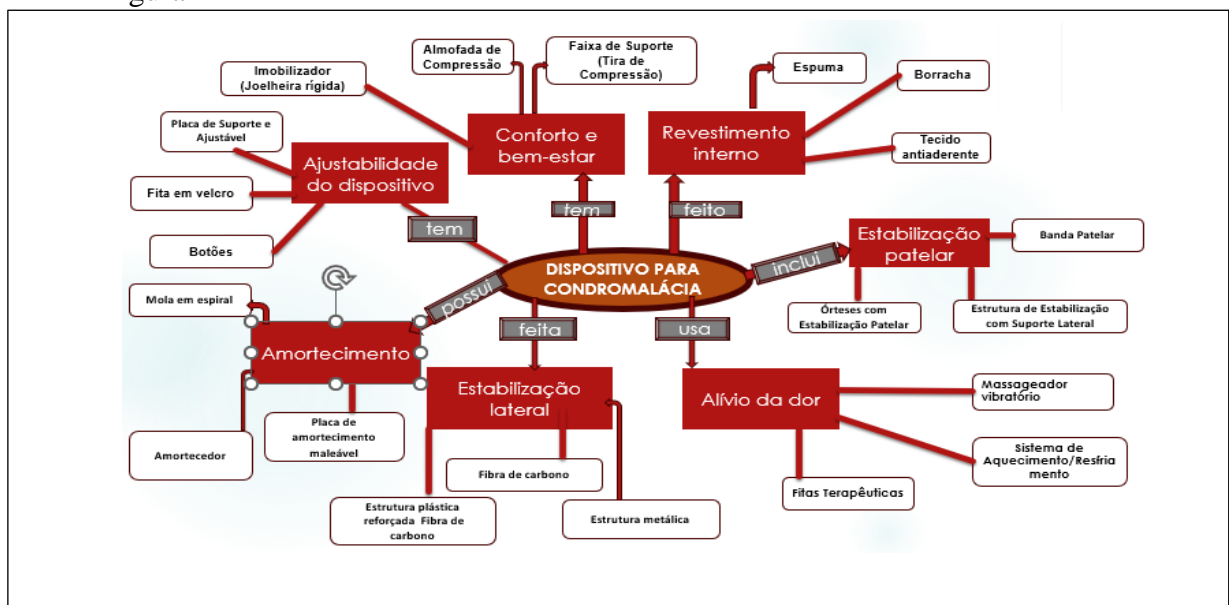 Almofada de
Compressão
Faixa de Suporte
(Tira de
Compressão)
Imobilizador
(Joelheira rígida)
Espuma
Borracha
Placa de Suporte e
Ajustável
Conforto e
bem-estar
Revestimento
interno
Tecido
antiaderente
Ajustabilidade
do dispositivo
Fita em velcro
Botões
tem
tem
feito
Estabilização
patelar
Banda Patelar
inclui
DISPOSITIVO PARA
CONDROMALÁCIA
possui
feita
usa
Mola em espiral
Órteses com
Estabilização Patelar
Estrutura de Estabilização
com Suporte Lateral
Amortecimento
Estabilização
lateral
Alívio da dor
Massageador
vibratório
Placa de
amortecimento
maleável
Amortecedor
Fibra de carbono
Sistema de
Aquecimento/Resfria
mento
Fitas Terapêuticas
Estrutura plástica
reforçada Fibra de
carbono
Estrutura metálica